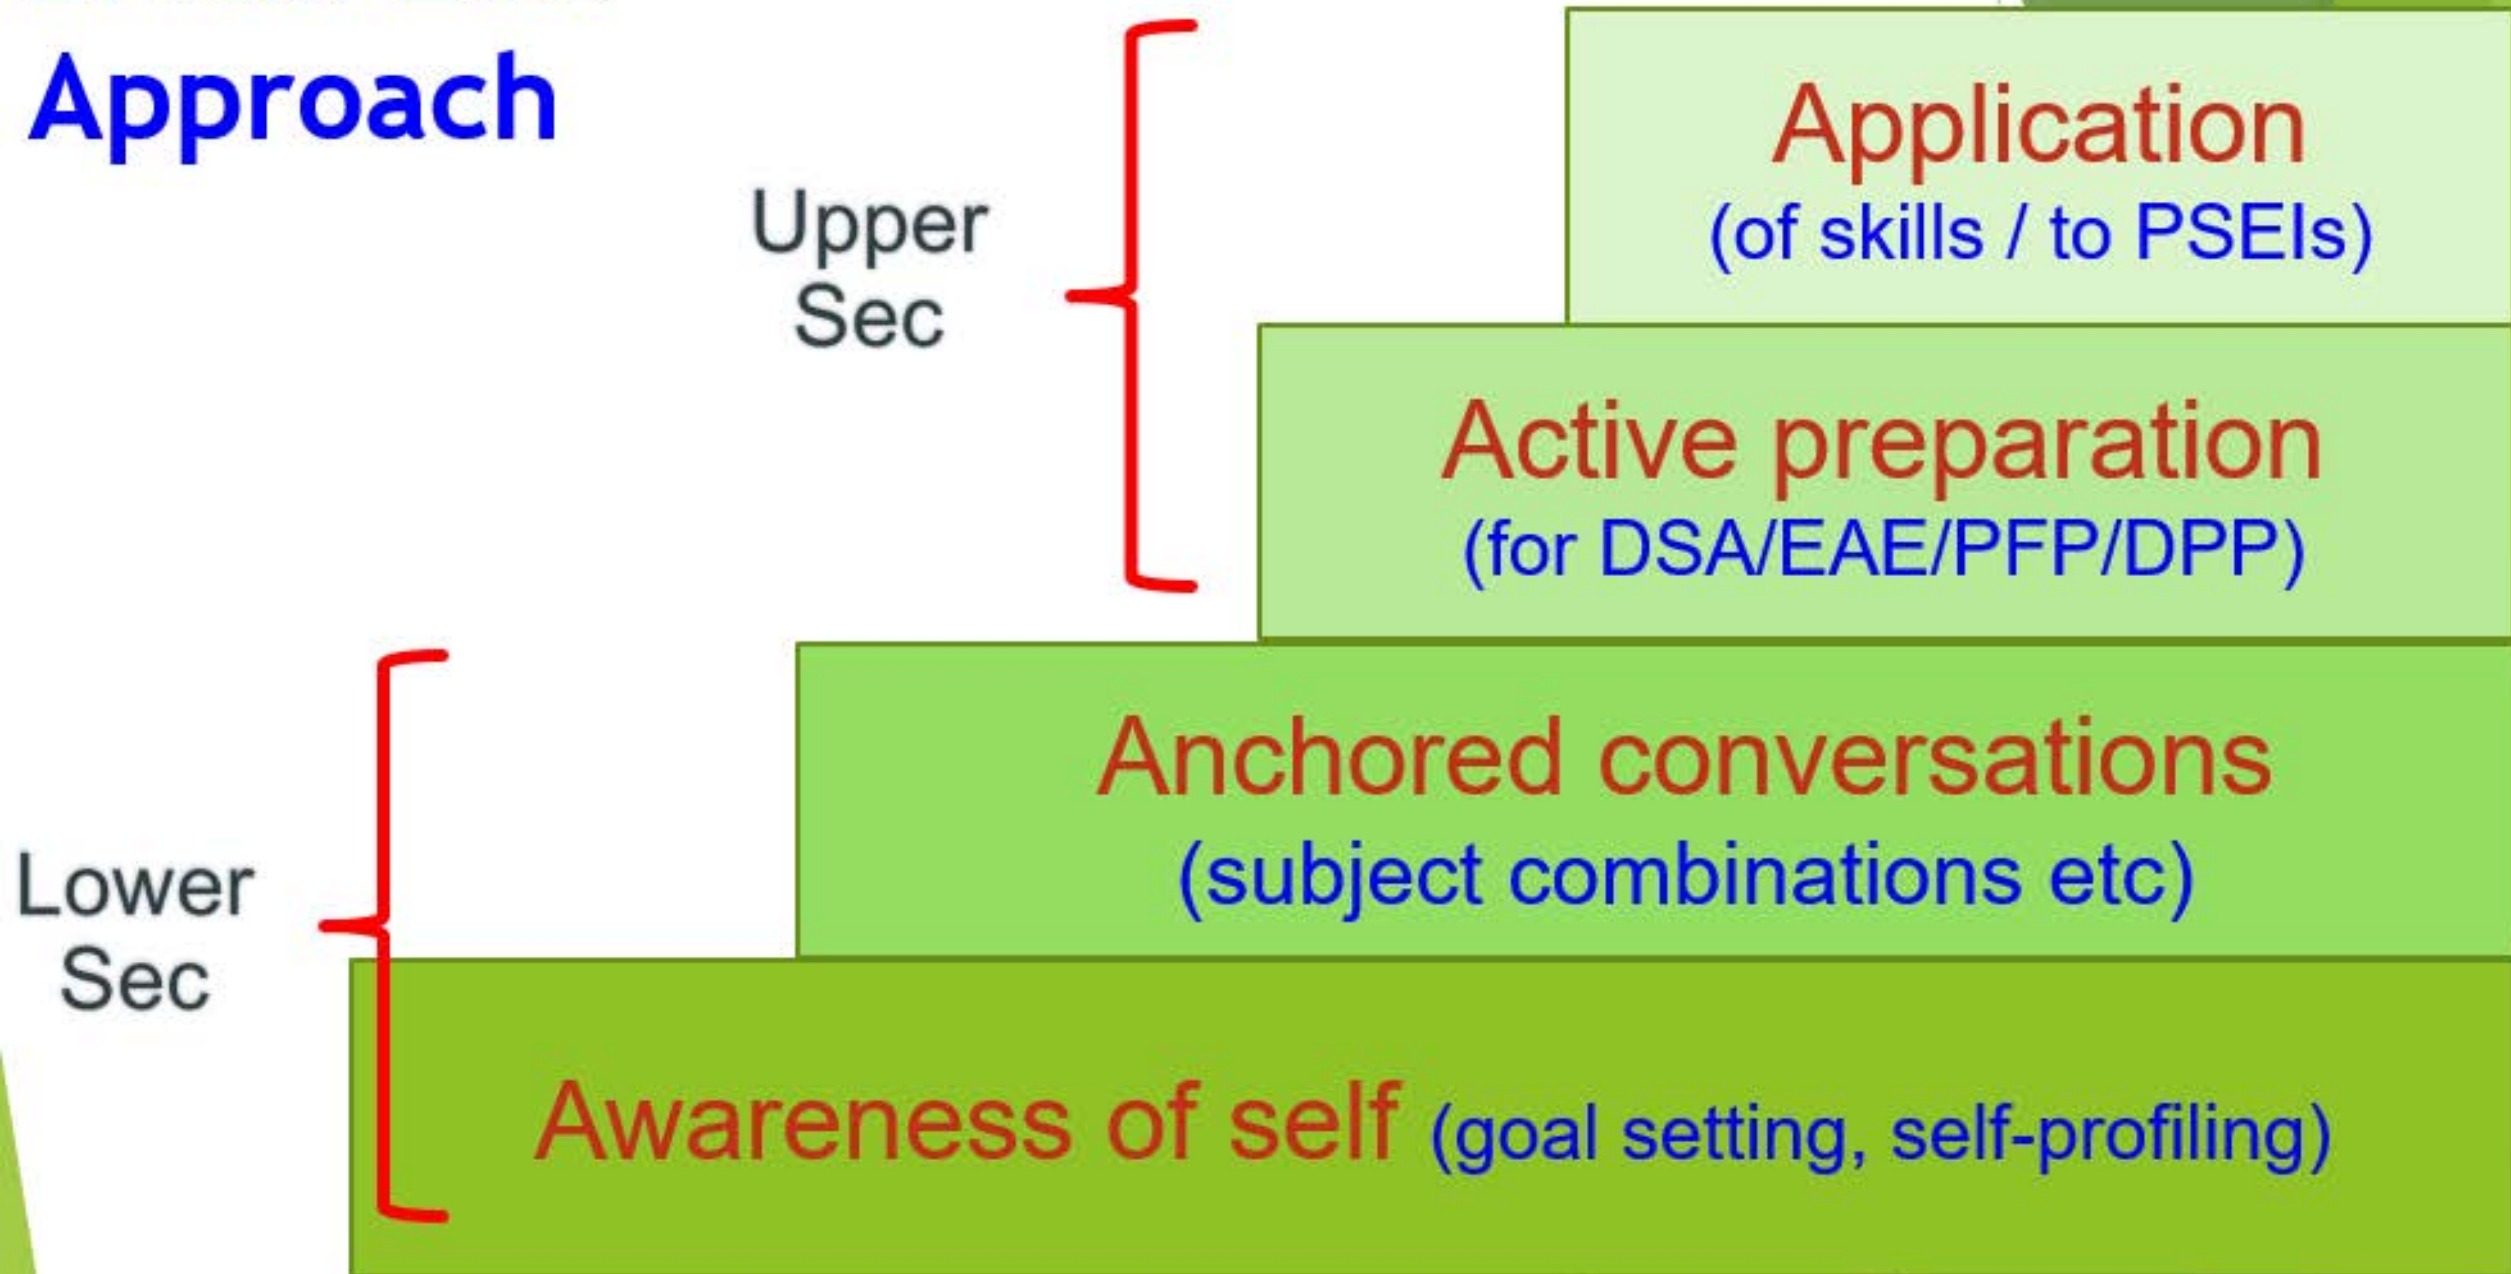 Approach
Upper
Sec
Application
(of skills / to PSEIs)
Active preparation
(for DSA/EAE/PFP/DPP)
Lower
Sec
Anchored conversations
(subject combinations etc)
Awareness of self (goal setting, self-profiling)